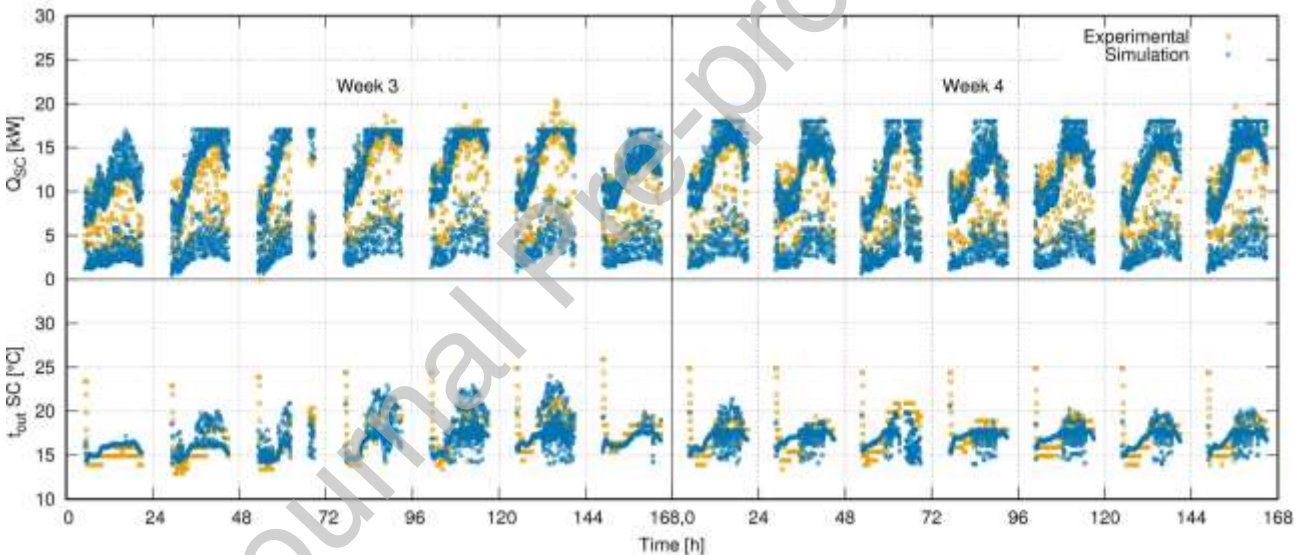 30
25
20
15
10
5
0
Q_SC [kW]
Week 3
Week 4
Experimental
Simulation
30
25
20
15
10
t_out SC [°C]
0 24 48 72 96 120 144 168,0 24 48 72 96 120 144 168
Time [h]
Journal Pre-pro